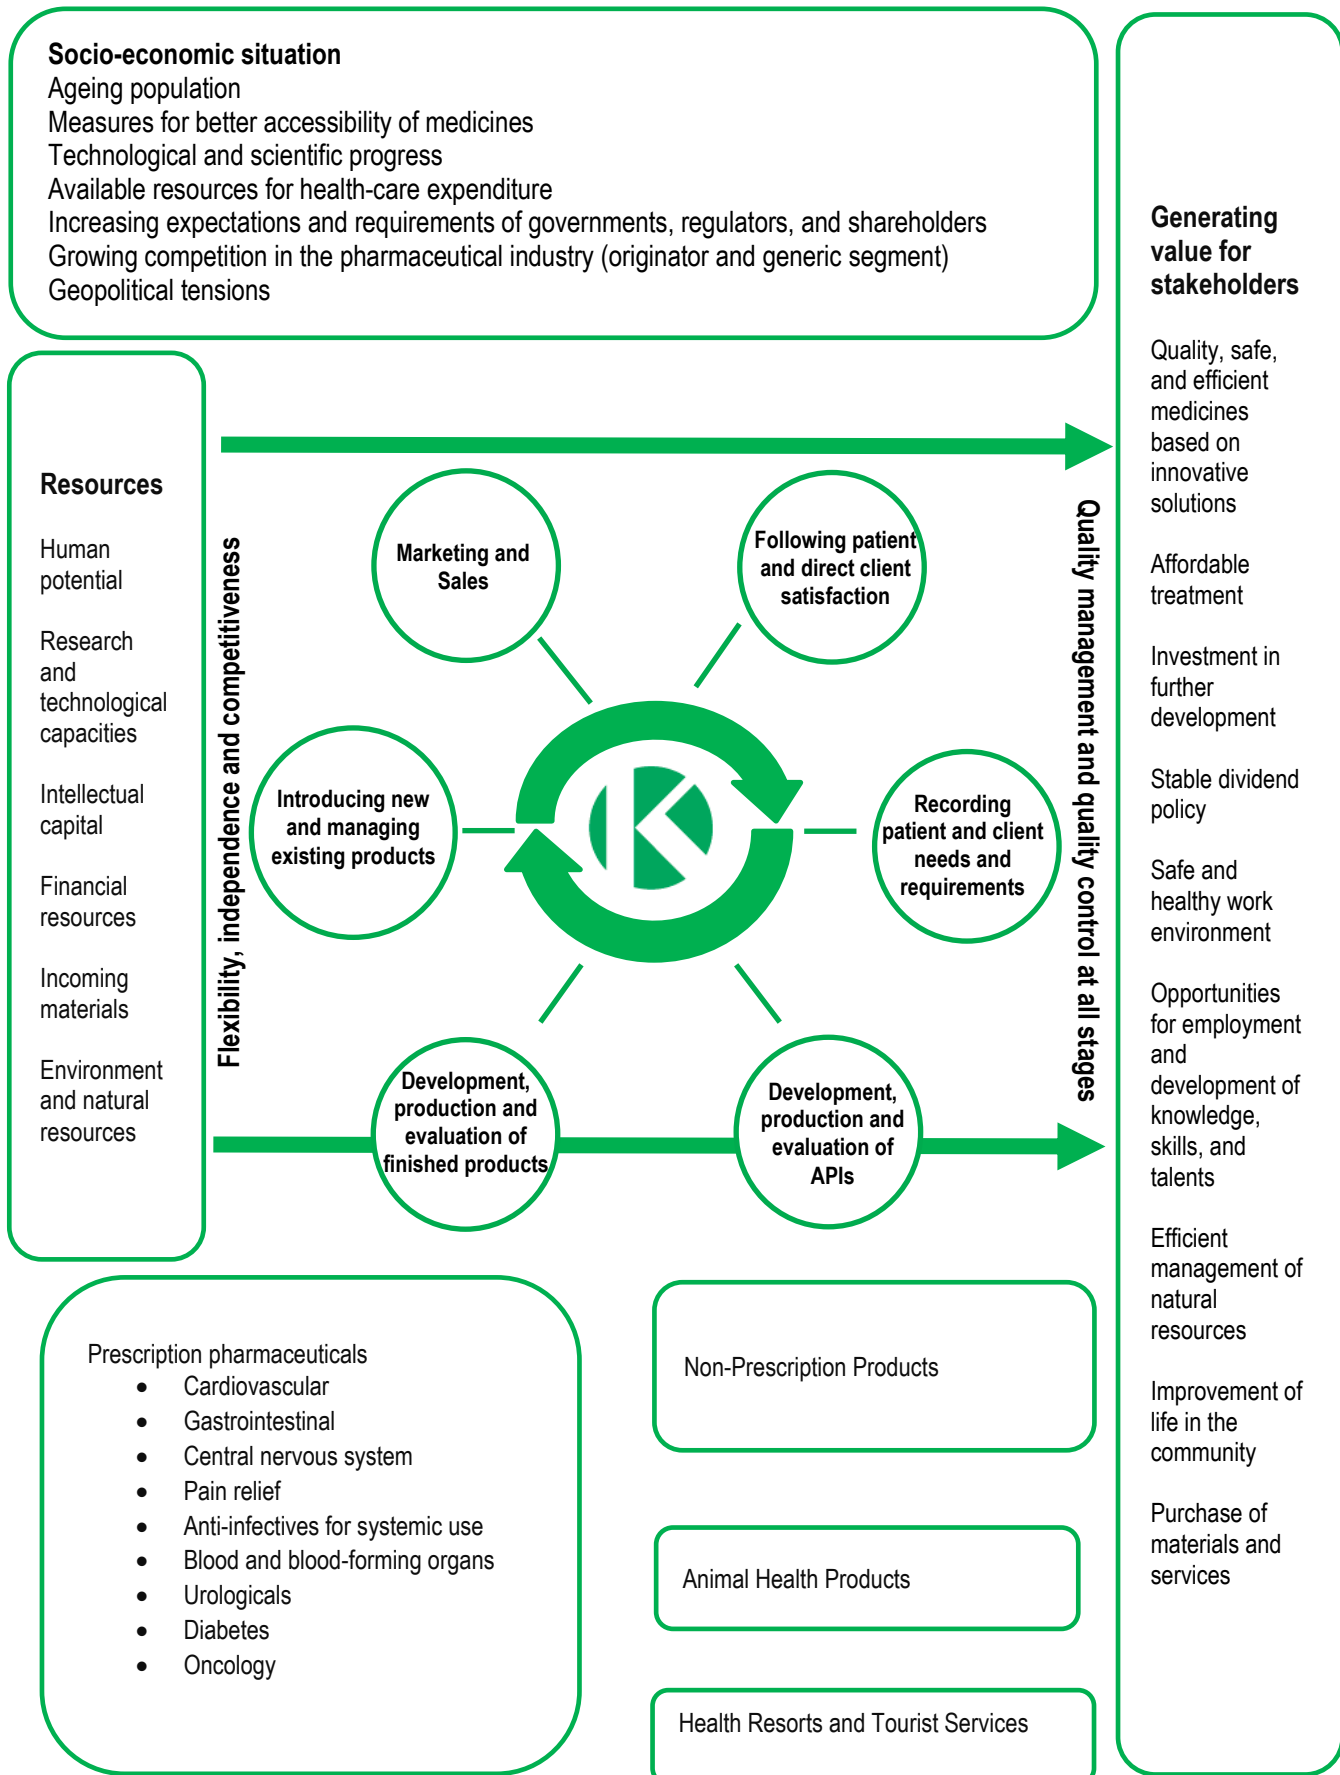 Socio-economic situation
Ageing population
Measures for better accessibility of medicines
Technological and scientific progress
Available resources for health-care expenditure
Increasing expectations and requirements of governments, regulators, and shareholders
Growing competition in the pharmaceutical industry (originator and generic segment)
Geopolitical tensions
Resources
Human
potential
Research
and
technological
capacities
Intellectual
capital
Financial
resources
Incoming
materials
Environment
and natural
resources
Flexibility, independence and competitiveness
Marketing and
Sales
Following patient
and direct client
satisfaction
Introducing new
and managing
existing products
K
Recording
patient and client
needs and
requirements
Development,
production and
evaluation of
finished products
Development,
production and
evaluation of
APIs
Quality management and quality control at all stages
Generating
value for
stakeholders
Quality, safe,
and efficient
medicines
based on
innovative
solutions
Affordable
treatment
Investment in
further
development
Stable dividend
policy
Safe and
healthy work
environment
Opportunities
for employment
and
development of
knowledge,
skills, and
talents
Efficient
management of
natural
resources
Improvement of
life in the
community
Purchase of
materials and
services
Prescription pharmaceuticals
• Cardiovascular
• Gastrointestinal
• Central nervous system
• Pain relief
• Anti-infectives for systemic use
• Blood and blood-forming organs
• Urologicals
• Diabetes
• Oncology
Non-Prescription Products
Animal Health Products
Health Resorts and Tourist Services